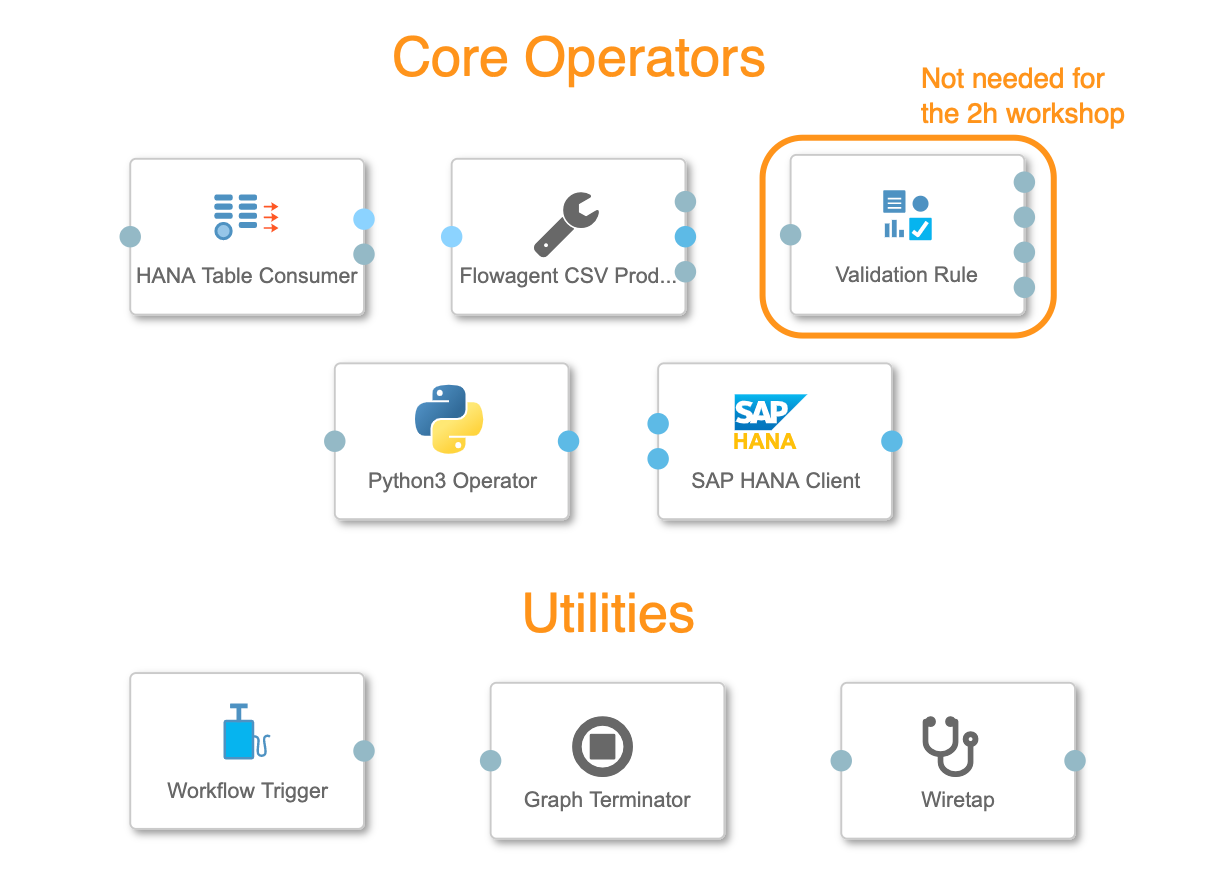 Core Operators
Not needed for
the 2h workshop
HANA Table Consumer
Flowagent CSV Prod...
Validation Rule
SAP
HANA
Python3 Operator
SAP HANA Client
Utilities
Workflow Trigger
Graph Terminator
Wiretap